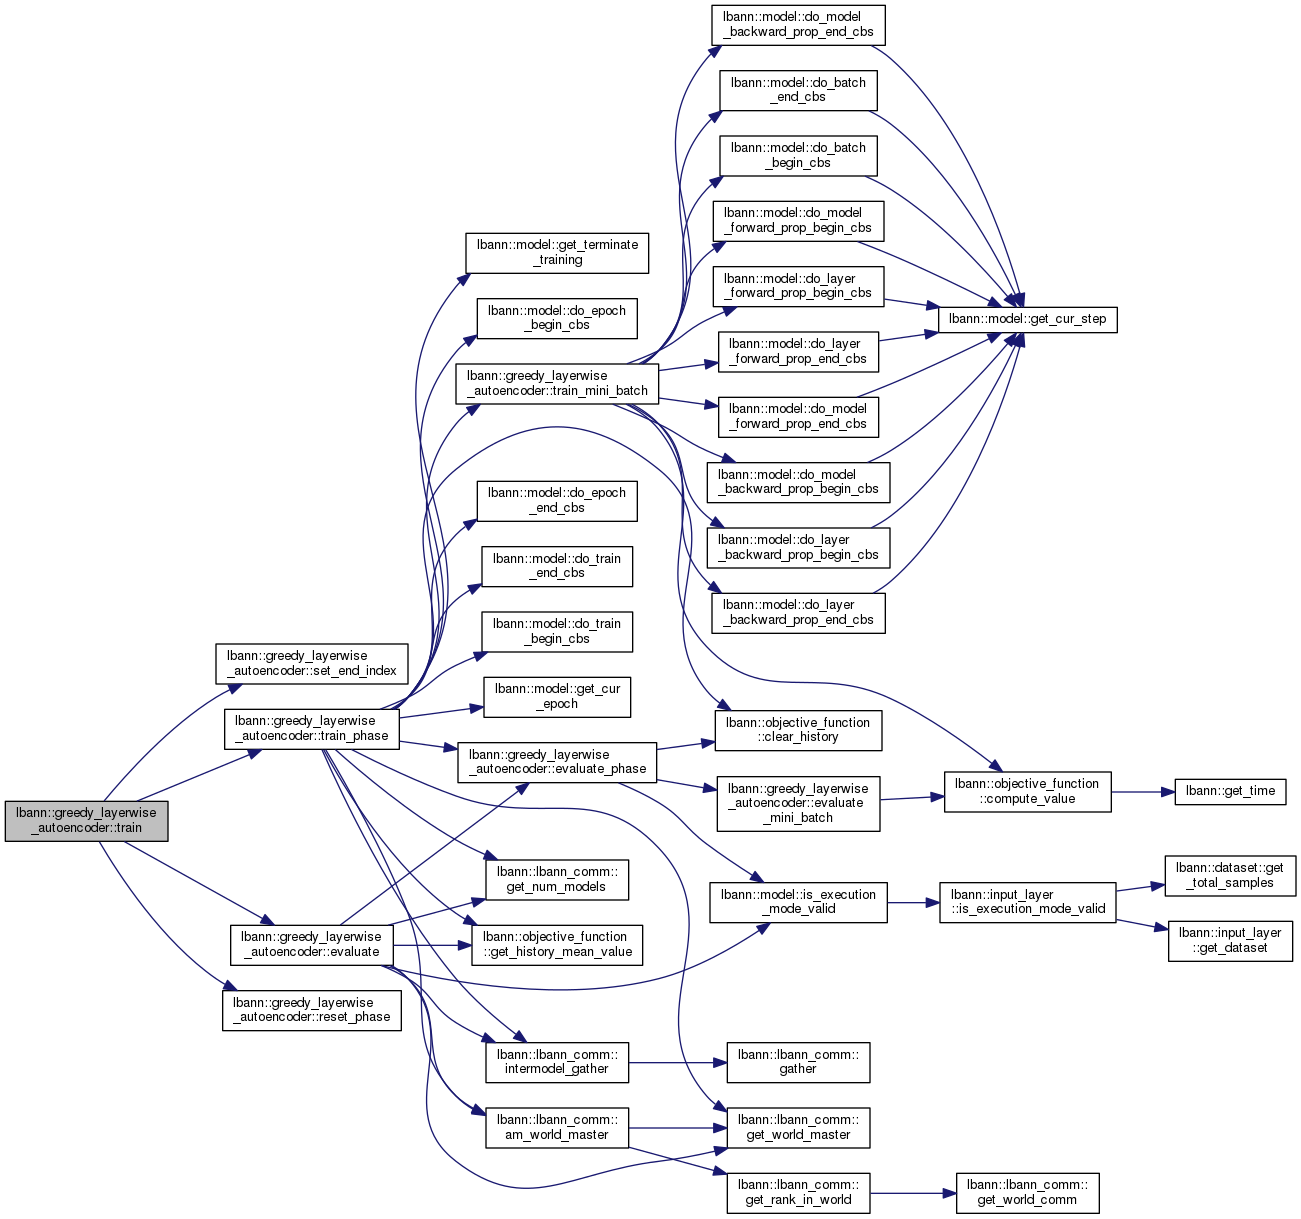 lbann::model::do_model
_backward_prop_end_cbs
lbann::model::do_batch
_end_cbs
lbann::model::do_batch
_begin_cbs
lbann::model::do_model
_forward_prop_begin_cbs
lbann::model::get_terminate
_training
lbann::model::do_layer
_forward_prop_begin_cbs
lbann::model::do_epoch
_begin_cbs
lbann::model::get_cur_step
lbann::model::do_layer
_forward_prop_end_cbs
lbann::greedy_layerwise
_autoencoder::train_mini_batch
lbann::model::do_model
_forward_prop_end_cbs
lbann::model::do_model
_backward_prop_begin_cbs
lbann::model::do_epoch
_end_cbs
lbann::model::do_layer
_backward_prop_begin_cbs
lbann::model::do_train
_end_cbs
lbann::model::do_layer
_backward_prop_end_cbs
lbann::model::do_train
_begin_cbs
lbann::greedy_layerwise
_autoencoder::set_end_index
lbann::model::get_cur
_epoch
lbann::greedy_layerwise
_autoencoder::train_phase
lbann::objective_function
::clear_history
lbann::greedy_layerwise
_autoencoder::evaluate_phase
lbann::objective_function
::compute_value
lbann::get_time
lbann::greedy_layerwise
_autoencoder::evaluate
_mini_batch
lbann::greedy_layerwise
_autoencoder::train
lbann::lbann_comm::
get_num_models
lbann::dataset::get
_total_samples
lbann::model::is_execution
_mode_valid
lbann::input_layer
::is_execution_mode_valid
lbann::greedy_layerwise
_autoencoder::evaluate
lbann::objective_function
::get_history_mean_value
lbann::input_layer
::get_dataset
lbann::greedy_layerwise
_autoencoder::reset_phase
lbann::lbann_comm::
intermodel_gather
lbann::lbann_comm::
gather
lbann::lbann_comm::
am_world_master
lbann::lbann_comm::
get_world_master
lbann::lbann_comm::
get_rank_in_world
lbann::lbann_comm::
get_world_comm